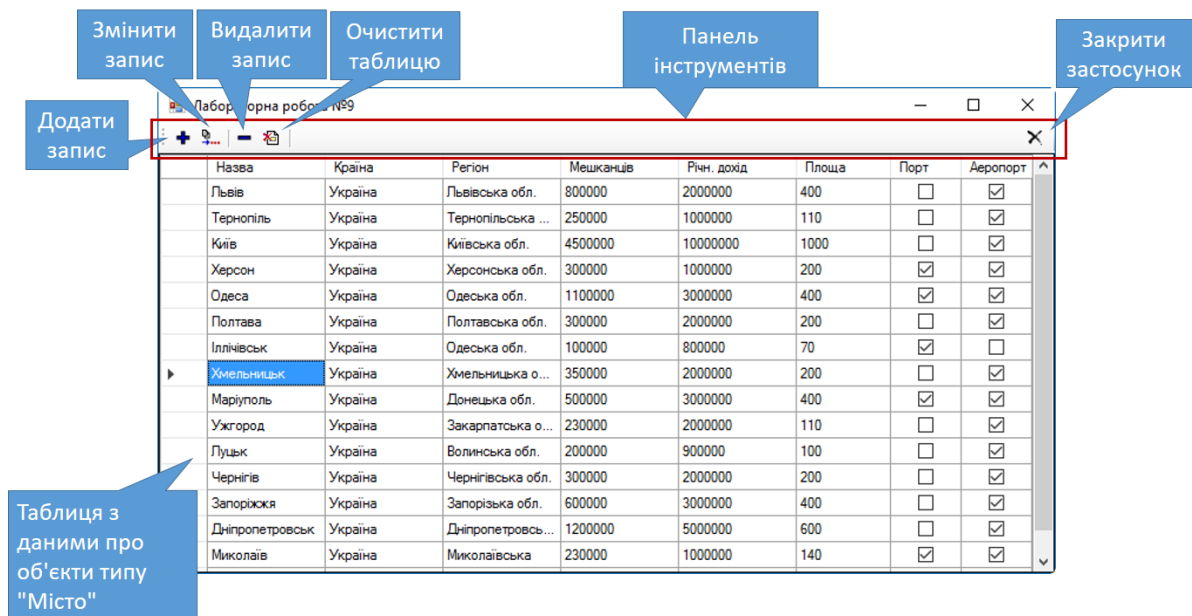 Змінити
запис
Видалити
запис
Очистити
таблицю
Панель
інструментів
Закрити
застосунок
Додати
запис
Лабораторна робота №9
Назва Країна Регіон Мешканців Річн. дохід Площа Порт Аеропорт
Львів Україна Львівська обл. 800000 2000000 400
Тернопіль Україна Тернопільська ... 250000 1000000 110
Київ Україна Київська обл. 4500000 10000000 1000
Херсон Україна Херсонська обл. 300000 1000000 200
Одеса Україна Одеська обл. 1100000 3000000 400
Полтава Україна Полтавська обл. 300000 2000000 200
Іллічівськ Україна Одеська обл. 100000 800000 70
Хмельницьк Україна Хмельницька о... 350000 2000000 200
Маріуполь Україна Донецька обл. 500000 3000000 400
Ужгород Україна Закарпатська о... 230000 2000000 110
Луцьк Україна Волинська обл. 200000 900000 100
Чернігів Україна Чернігівська обл. 300000 2000000 200
Запоріжжя Україна Запорізька обл. 600000 3000000 400
Дніпропетровськ Україна Дніпропетровсь... 1200000 5000000 600
Миколаїв Україна Миколаївська 230000 1000000 140
Таблиця з
даними про
об'єкти типу
"Місто"